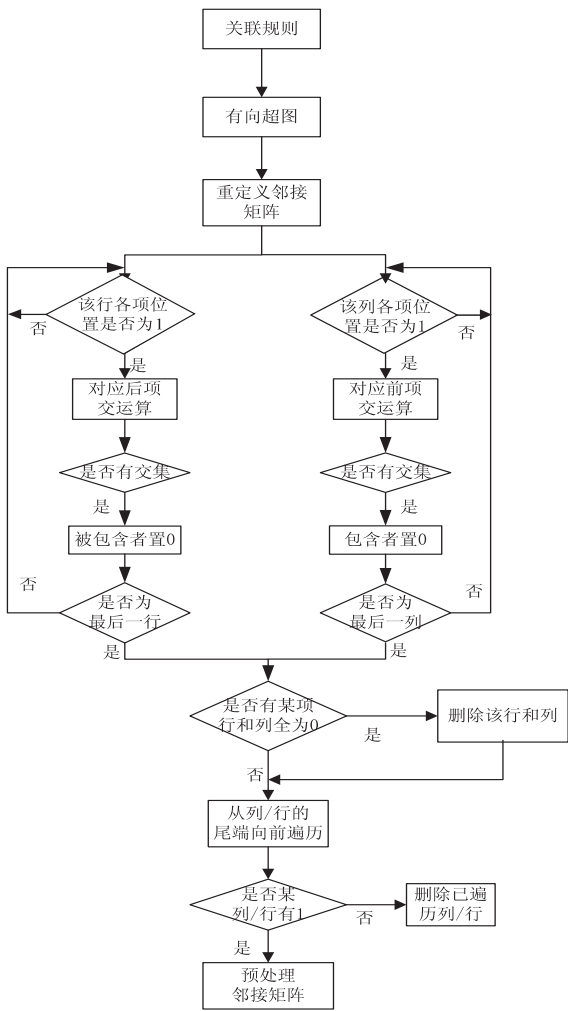 关联规则
有向超图
重定义邻接
矩阵
该行各项位
置是否为1
否
是
对应后项
交运算
是否有交集
是
被包含者置0
否
是否为
最后一行
是
该列各项位
置是否为1
否
是
对应前项
交运算
是否有交集
是
包含者置0
否
是否为
最后一列
是
是否有某项
行和列全为0
是
删除该行和列
否
从列/行的
尾端向前遍历
是否某
列/行有1
否
删除已遍
历列/行
是
预处理
邻接矩阵